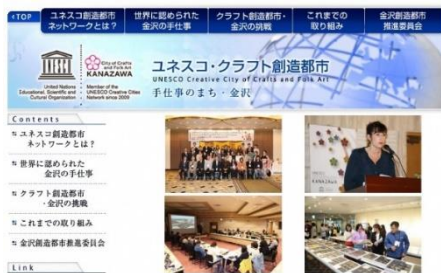 TOP
ユネスコ創造都市
ネットワークとは？
世界に認められた
金沢の手仕事
クラフト創造都市・
金沢の挑戦
これまでの
取り組み
金沢創造都市
推進委員会
United Nations
Educational, Scientific and
Cultural Organization
City of Crafts
and Folk Art
KANAZAWA
Member of the
UNESCO Creative Cities
Network since 2009
ユネスコ・クラフト創造都市
UNESCO Creative City of Crafts and Folk Art
手仕事のまち・金沢
Contents
ユネスコ創造都市
ネットワークとは？
世界に認められた
金沢の手仕事
クラフト創造都市
・金沢の挑戦
これまでの取り組み
金沢創造都市推進委員会
Link